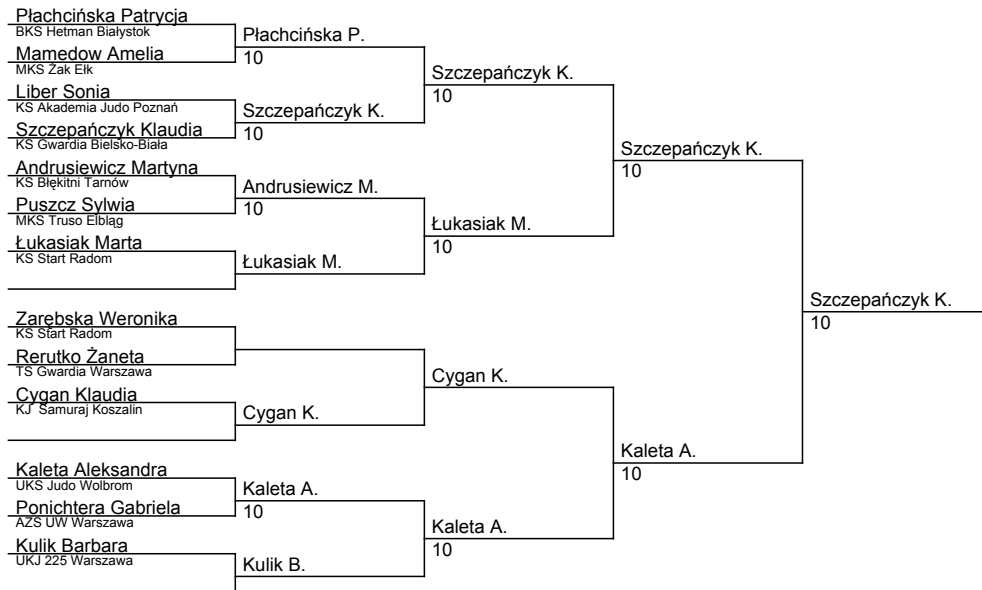 Płachcińska Patrycja
BKS Hetman Białystok
Mamedow Amelia
MKS Żak Ełk
Liber Sonia
KS Akademia Judo Poznań
Szczepańczyk Klaudia
KS Gwardia Bielsko-Biała
Andrusiewicz Martyna
KS Błękitni Tarnów
Puszcz Sylwia
MKS Truso Elbląg
Łukasiak Marta
KS Start Radom
Zarębska Weronika
KS Start Radom
Rerutko Żaneta
TS Gwardia Warszawa
Cygan Klaudia
KJ Samuraj Koszalin
Kaleta Aleksandra
UKS Judo Wolbrom
Ponichtera Gabriela
AZS UW Warszawa
Kulik Barbara
UKJ 225 Warszawa
Płachcińska P.
10
Szczepańczyk K.
10
Andrusiewicz M.
10
Łukasiak M.
Cygan K.
Kaleta A.
10
Kulik B.
Szczepańczyk K.
10
Łukasiak M.
10
Cygan K.
Kaleta A.
10
Szczepańczyk K.
10
Kaleta A.
10
Szczepańczyk K.
10